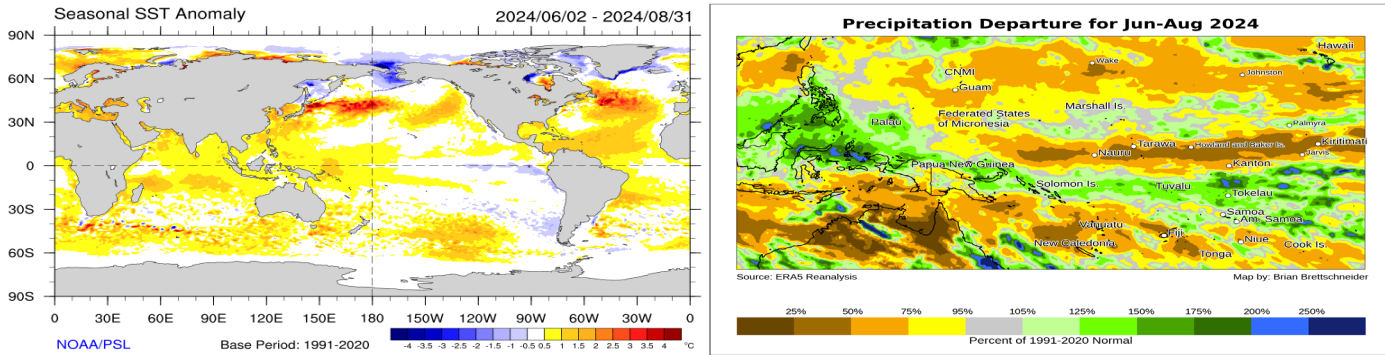 Seasonal SST Anomaly
2024/06/02 - 2024/08/31
90N
60N
30N
0
30S
60S
90S
0
30E
60E
90E
120E
150E
180
150W
120W
90W
60W
30W
0
NOAA/PSL
Base Period: 1991-2020
-4 -3.5 -3 -2.5 -2 -1.5 -1 -0.5 0.5 1 1.5 2 2.5 3 3.5 4 °C
Precipitation Departure for Jun-Aug 2024
Hawaii
Wake
Johnston
CNMI
Guam
Marshall Is.
Federated States
of Micronesia
Palau
Palmyra
Tarawa
Howland and Baker Is.
Kiritimati
Nauru
Jarvis
Kanton
Papua New Guinea
Solomon Is.
Tuvalu
Tokelau
Samoa
Am. Samoa
Vanuatu
Fiji
Niue
New Caledonia
Cook Is.
Tonga
Source: ERA5 Reanalysis
Map by: Brian Brettschneider
25% 50% 75% 95% 105% 125% 150% 175% 200% 250%
Percent of 1991-2020 Normal